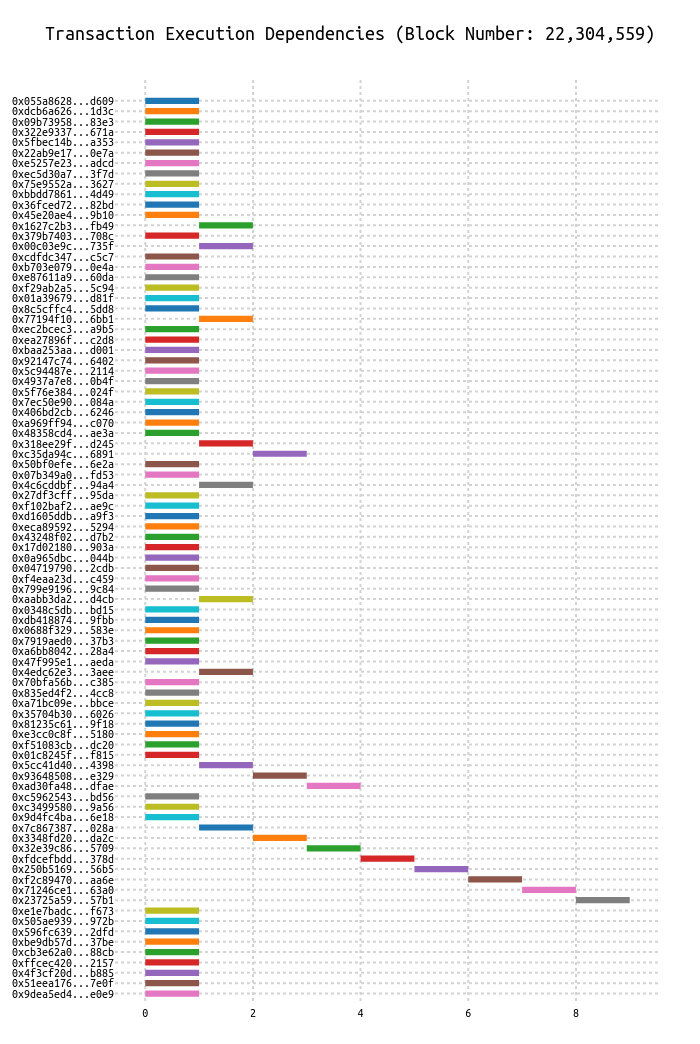 Transaction Execution Dependencies (Block Number: 22,304,559)
0x055a8628...d609
0xdcb6a626...1d3c
0x09b73958...83e3
0x322e9337...671a
0x5fbec14b...a353
0x22ab9e17...0e7a
0xe5257e23...adcd
0xec5d30a7...3f7d
0x75e9552a...3627
0xbbdd7861...4d49
0x36fced72...82bd
0x45e20ae4...9b10
0x1627c2b3...fb49
0x379b7403...708c
0x00c03e9c...735f
0xcdfdc347...c5c7
0xb703e079...0e4a
0xe87611a9...60da
0xf29ab2a5...5c94
0x01a39679...d81f
0x8c5cffc4...5dd8
0x77194f10...6bb1
0xec2bcec3...a9b5
0xea27896f...c2d8
0xbaa253aa...d001
0x92147c74...6402
0x5c94487e...2114
0x4937a7e8...0b4f
0x5f76e384...024f
0x7ec50e90...084a
0x406bd2cb...6246
0xa969ff94...c070
0x48358cd4...ae3a
0x318ee29f...d245
0xc35da94c...6891
0x50bf0efe...6e2a
0x07b349a0...fd53
0x4c6cddbf...94a4
0x27df3cff...95da
0xf102baf2...ae9c
0xd1605ddb...a9f3
0xeca89592...5294
0x43248f02...d7b2
0x17d02180...903a
0x0a965dbc...044b
0x04719790...2cdb
0xf4eaa23d...c459
0x799e9196...9c84
0xaabb3da2...d4cb
0x0348c5db...bd15
0xdb418874...9fbb
0x0688f329...583e
0x7919aed0...37b3
0xa6bb8042...28a4
0x47f995e1...aeda
0x4edc62e3...3aee
0x70bfa56b...c385
0x835ed4f2...4cc8
0xa71bc09e...bbce
0x35704b30...6026
0x81235c61...9f18
0xe3cc0c8f...5180
0xf51083cb...dc20
0x01c8245f...f815
0x5cc41d40...4398
0x93648508...e329
0xad30fa48...dfae
0xc5962543...bd56
0xc3499580...9a56
0x9d4fc4ba...6e18
0x7c867387...028a
0x3348fd20...da2c
0x32e39c86...5709
0xfdcefbdd...378d
0x250b5169...56b5
0xf2c89470...aa6e
0x71246ce1...63a0
0x23725a59...57b1
0xe1e7badc...f673
0x505ae939...972b
0x596fc639...2dfd
0xbe9db57d...37be
0xcb3e62a0...88cb
0xffcec420...2157
0x4f3cf20d...b885
0x51eea176...7e0f
0x9dea5ed4...e0e9
0 2 4 6 8